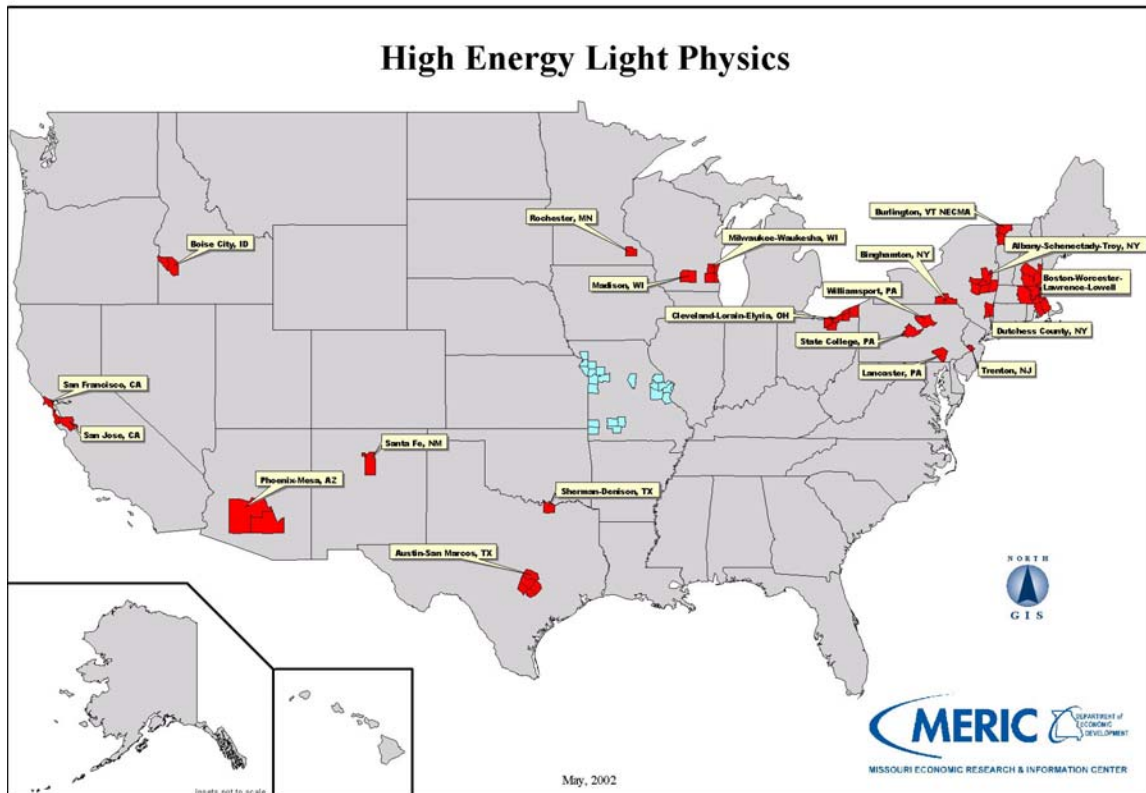 High Energy Light Physics
Rochester, MN
Burlington, VT NECMA
Boise City, ID
Milwaukee-Waukesha, WI
Albany-Schenectady-Troy, NY
Binghamton, NY
Madison, WI
Boston-Worcester-
Lawrence-Lowell
Williamsport, PA
Cleveland-Lorain-Elyria, OH
State College, PA
Dutchess County, NY
Lancaster, PA
Trenton, NJ
San Francisco, CA
San Jose, CA
Santa Fe, NM
Phoenix-Mesa, AZ
Sherman-Denison, TX
Austin-San Marcos, TX
NORTH
GIS
MERIC
DEPARTMENT of
ECONOMIC
DEVELOPMENT
MISSOURI ECONOMIC RESEARCH & INFORMATION CENTER
May, 2002
Insets not to scale